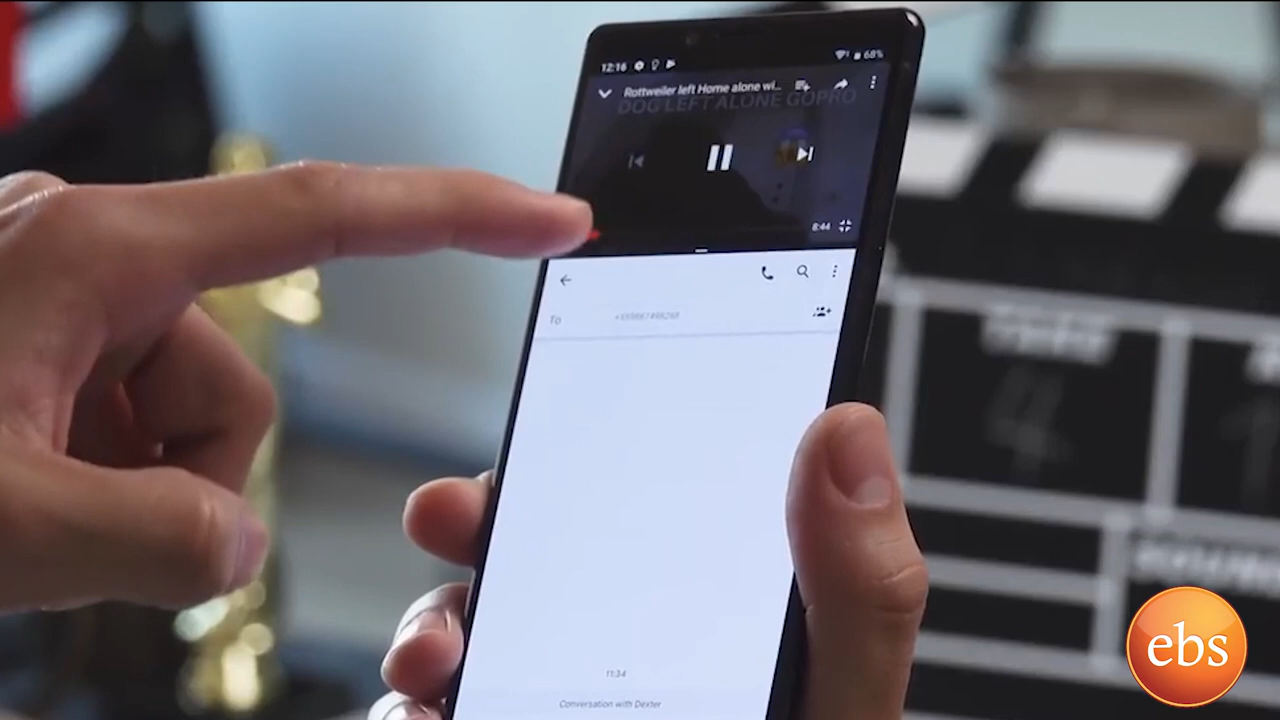 12:16
68%
Rottweiler left Home alone wi...
DOG LEFT ALONE GOPRO
8:44
To
11:34
Conversation with Dexter
ebs